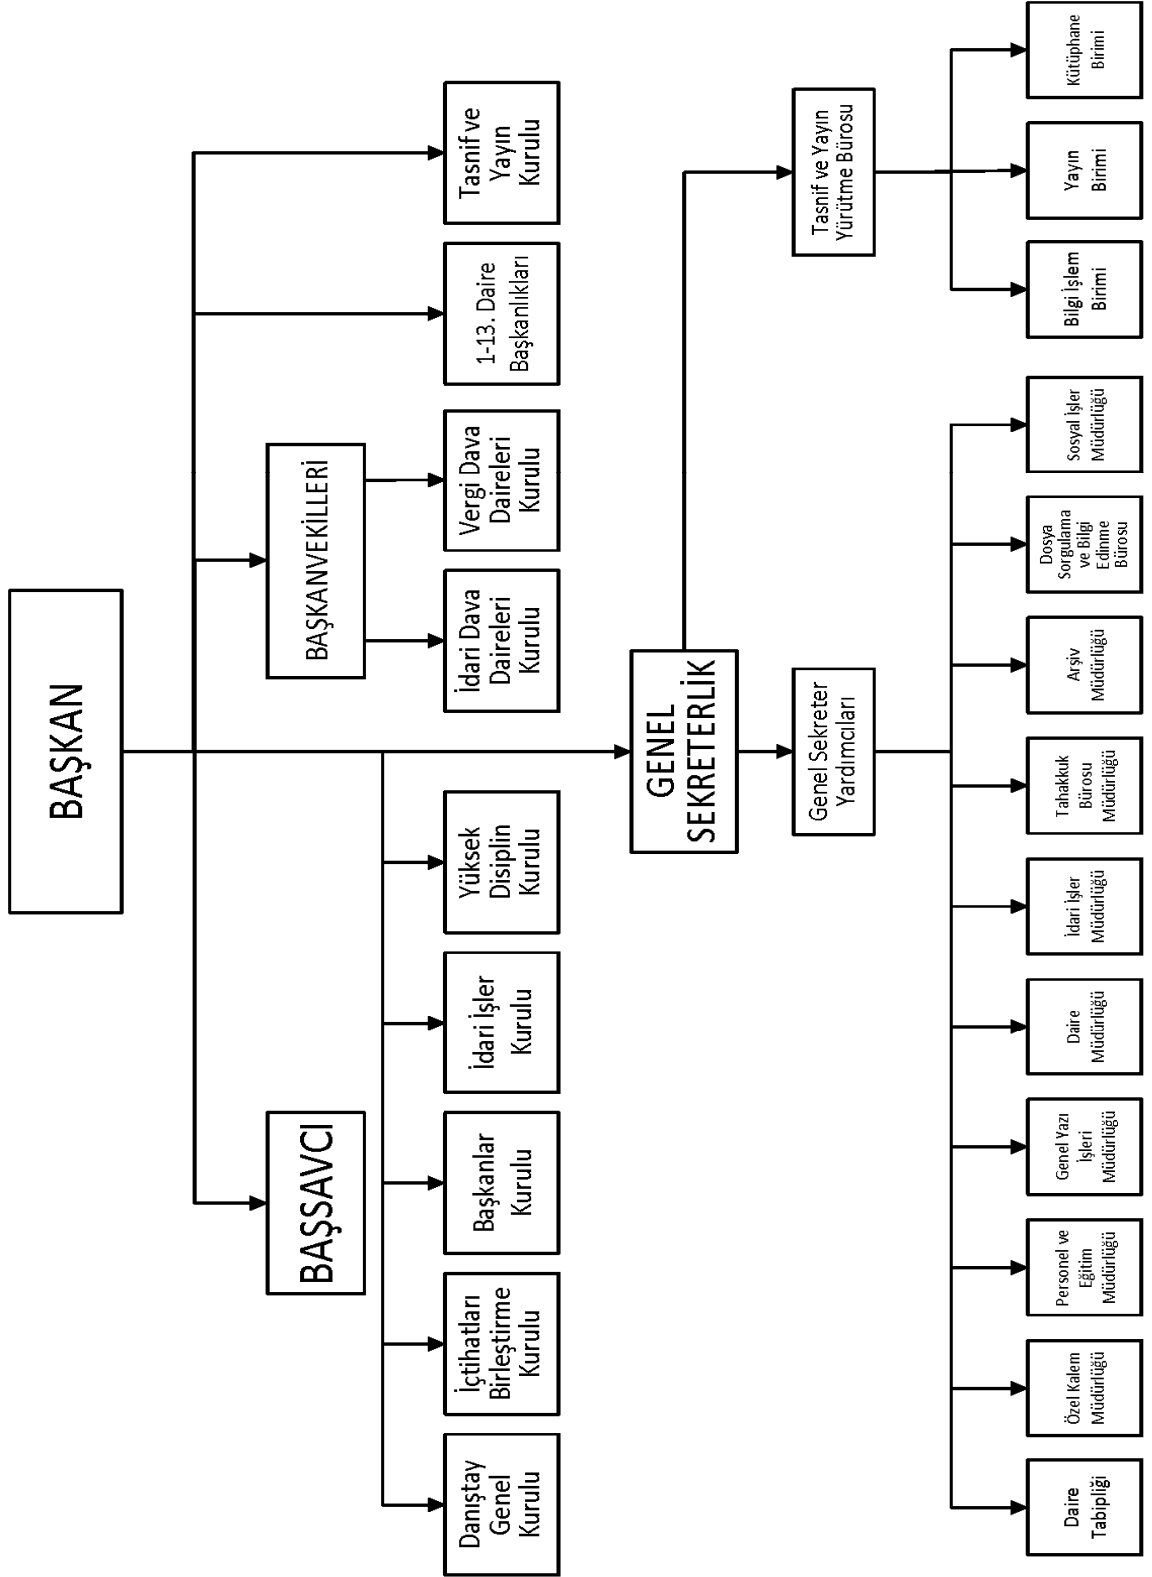 BAŞKAN
BAŞSAVCI
BAŞKANVEKİLLERİ
Danıştay
Genel
Kurulu
İçtihatları
Birleştirme
Kurulu
Başkanlar
Kurulu
İdari İşler
Kurulu
Yüksek
Disiplin
Kurulu
İdari Dava
Daireleri
Kurulu
Vergi Dava
Daireleri
Kurulu
1-13. Daire
Başkanlıkları
Tasnif ve
Yayın
Kurulu
GENEL
SEKRETERLİK
Genel Sekreter
Yardımcıları
Tasnif ve Yayın
Yürütme Bürosu
Daire
Tabipliği
Özel Kalem
Müdürlüğü
Personel ve
Eğitim
Müdürlüğü
Genel Yazı
İşleri
Müdürlüğü
Daire
Müdürlüğü
İdari İşler
Müdürlüğü
Tahakkuk
Bürosu
Müdürlüğü
Arşiv
Müdürlüğü
Dosya
Sorgulama
ve Bilgi
Edinme
Bürosu
Sosyal İşler
Müdürlüğü
Bilgi İşlem
Birimi
Yayın
Birimi
Kütüphane
Birimi